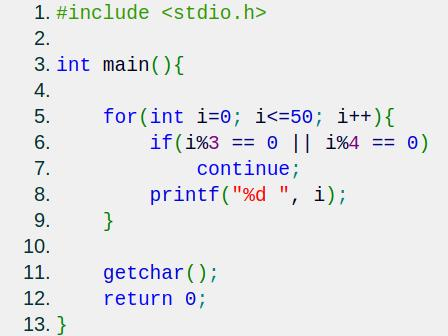 1. #include <stdio.h>
2.
3. int main(){
4.
5.     for(int i=0; i<=50; i++){
6.         if(i%3 == 0 || i%4 == 0)
7.             continue;
8.         printf("%d ", i);
9.     }
10.
11.     getchar();
12.     return 0;
13. }